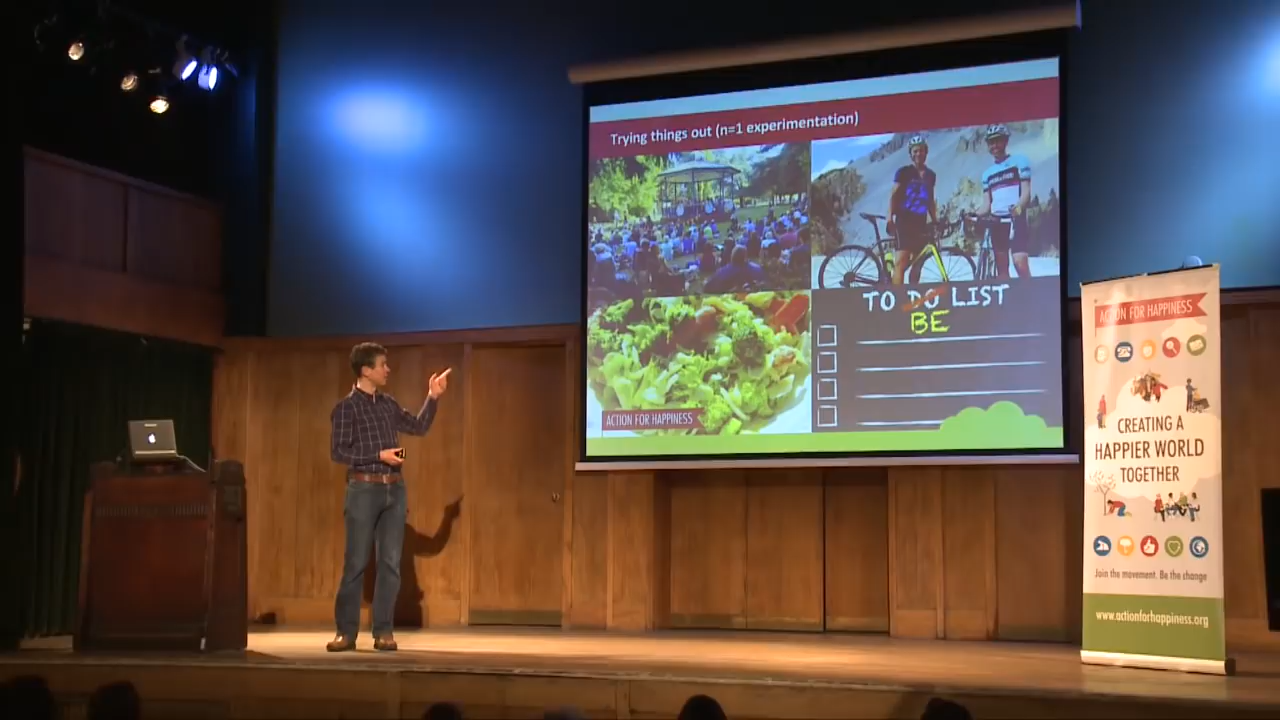 Trying things out (n=1 experimentation)
TO DO LIST
BE
ACTION FOR HAPPINESS
ACTION FOR HAPPINESS
CREATING A
HAPPIER WORLD
TOGETHER
Join the movement. Be the change
www.actionforhappiness.org